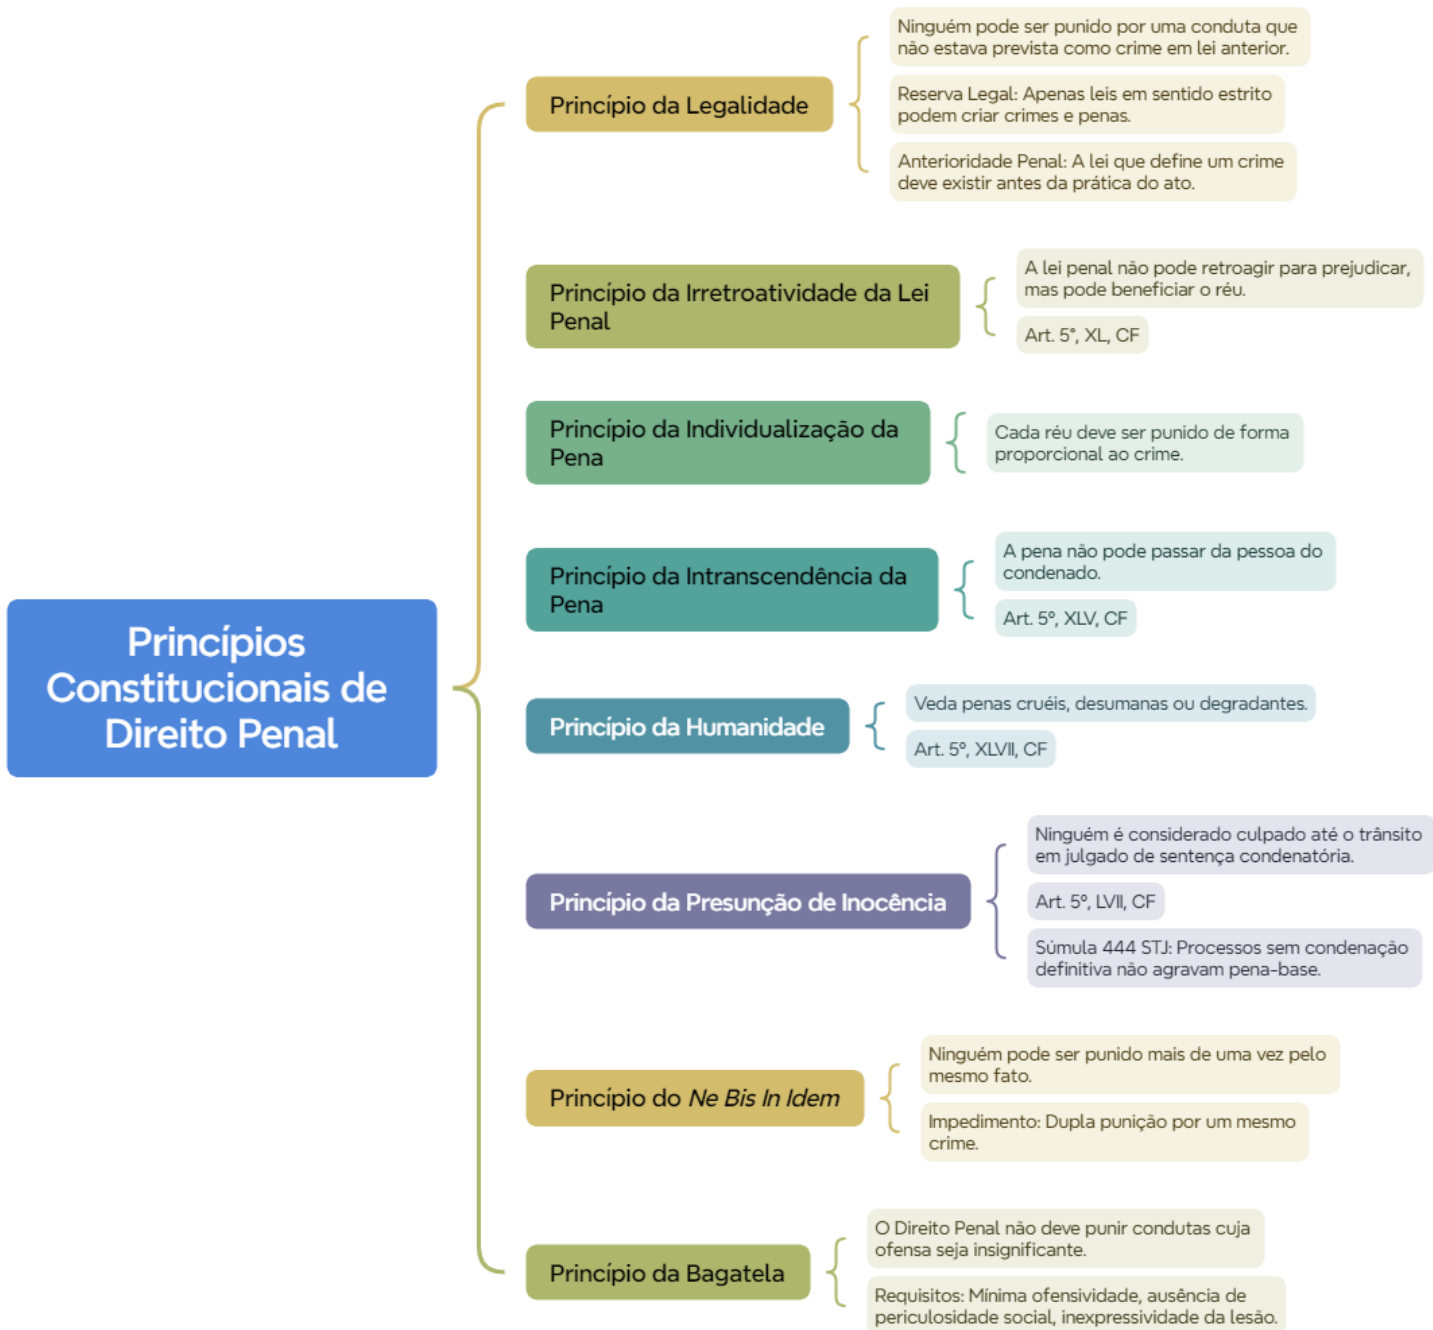 Princípios
Constitucionais de
Direito Penal
Princípio da Legalidade
Ninguém pode ser punido por uma conduta que
não estava prevista como crime em lei anterior.
Reserva Legal: Apenas leis em sentido estrito
podem criar crimes e penas.
Anterioridade Penal: A lei que define um crime
deve existir antes da prática do ato.
Princípio da Irretroatividade da Lei
Penal
A lei penal não pode retroagir para prejudicar,
mas pode beneficiar o réu.
Art. 5°, XL, CF
Princípio da Individualização da
Pena
Cada réu deve ser punido de forma
proporcional ao crime.
Princípio da Intranscendência da
Pena
A pena não pode passar da pessoa do
condenado.
Art. 5º, XLV, CF
Princípio da Humanidade
Veda penas cruéis, desumanas ou degradantes.
Art. 5º, XLVII, CF
Princípio da Presunção de Inocência
Ninguém é considerado culpado até o trânsito
em julgado de sentença condenatória.
Art. 5º, LVII, CF
Súmula 444 STJ: Processos sem condenação
definitiva não agravam pena-base.
Princípio do Ne Bis In Idem
Ninguém pode ser punido mais de uma vez pelo
mesmo fato.
Impedimento: Dupla punição por um mesmo
crime.
Princípio da Bagatela
O Direito Penal não deve punir condutas cuja
ofensa seja insignificante.
Requisitos: Mínima ofensividade, ausência de
periculosidade social, inexpressividade da lesão.